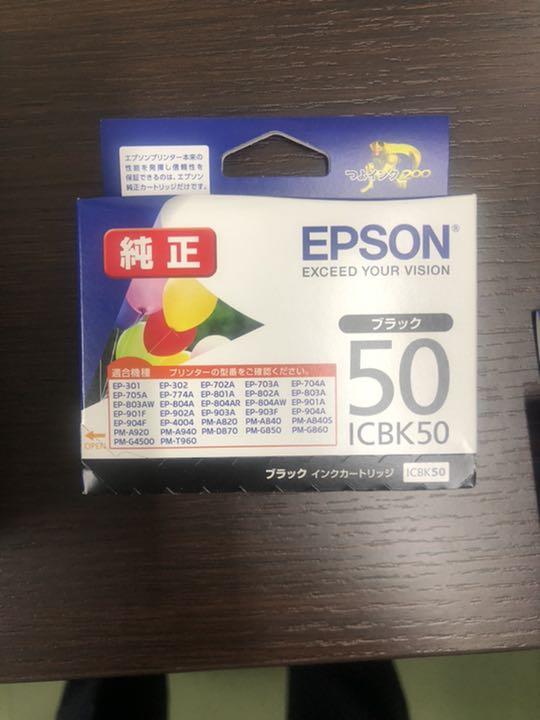 エプソンプリンター本来の
性能を発揮し信頼性を
保証できるのは、エプソン
純正カートリッジだけです。
つよインク200
純正
EPSON®
EXCEED YOUR VISION
ブラック
50
ICBK50
適合機種 プリンターの型番をご確認ください。
EP-301 EP-302 EP-702A EP-703A EP-704A
EP-705A EP-774A EP-801A EP-802A EP-803A
EP-803AW EP-804A EP-804AR EP-804AW EP-901A
EP-901F EP-902A EP-903A EP-903F EP-904A
EP-904F EP-4004 PM-A820 PM-A840 PM-A840S
PM-A920 PM-A940 PM-D870 PM-G850 PM-G860
PM-G4500 PM-T960
OPEN
ブラック インクカートリッジ ICBK50